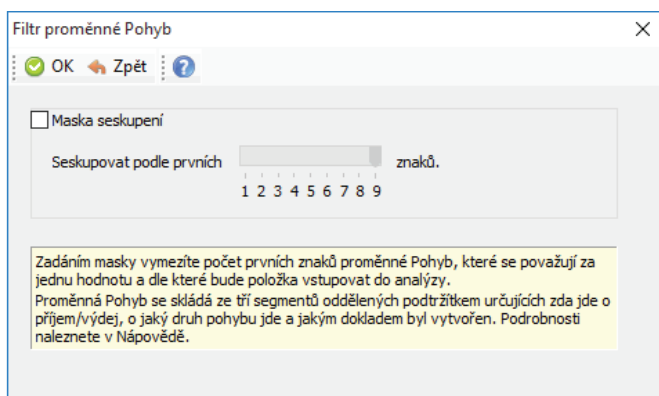 Filtr proměnné Pohyb
OK Zpět
Maska seskupení
Seskupovat podle prvních znaků.
1 2 3 4 5 6 7 8 9
Zadáním masky vymezíte počet prvních znaků proměnné Pohyb, které se považují za
jednu hodnotu a dle které bude položka vstupovat do analýzy.
Proměnná Pohyb se skládá ze tří segmentů oddělených podtržítkem určujících zda jde o
příjem/výdej, o jaký druh pohybu jde a jakým dokladem byl vytvořen. Podrobnosti
naleznete v Nápovědě.